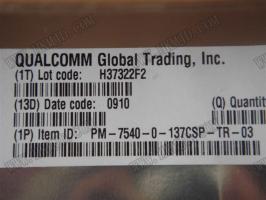 QUALCOMM Global Trading, Inc.
(1T) Lot code: H37322F2
(13D) Date code: 0910
(Q) Quantit
(1P) Item ID: PM-7540-0-137CSP-TR-03